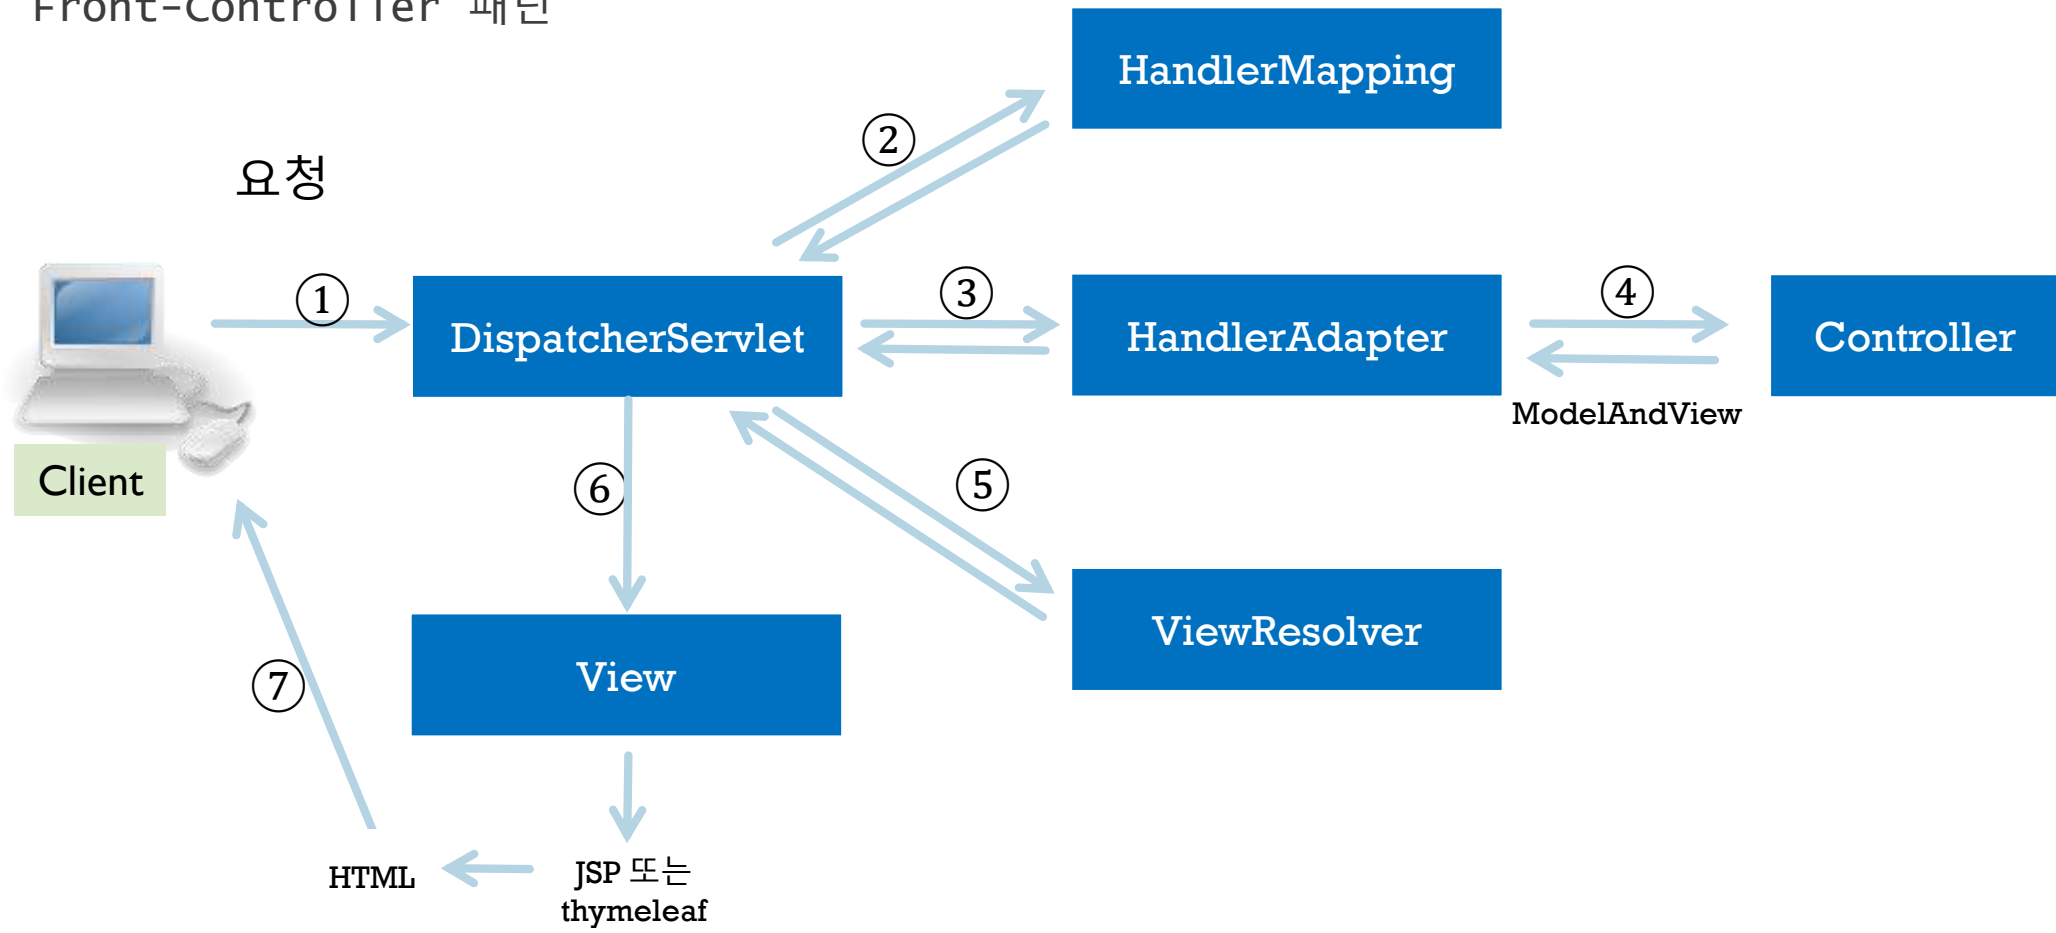 Front-Controller 패턴
HandlerMapping
②
요청
①
③
④
DispatcherServlet
HandlerAdapter
Controller
ModelAndView
Client
⑥
⑤
ViewResolver
View
⑦
HTML
JSP 또는
thymeleaf